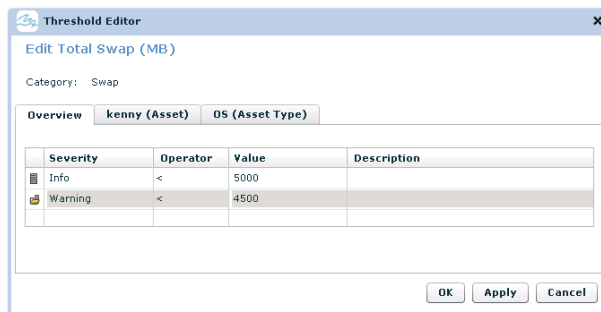 Threshold Editor
Edit Total Swap (MB)
Category: Swap
Overview kenny (Asset) OS (Asset Type)
Severity Operator Value Description
Info < 5000
Warning < 4500
OK Apply Cancel